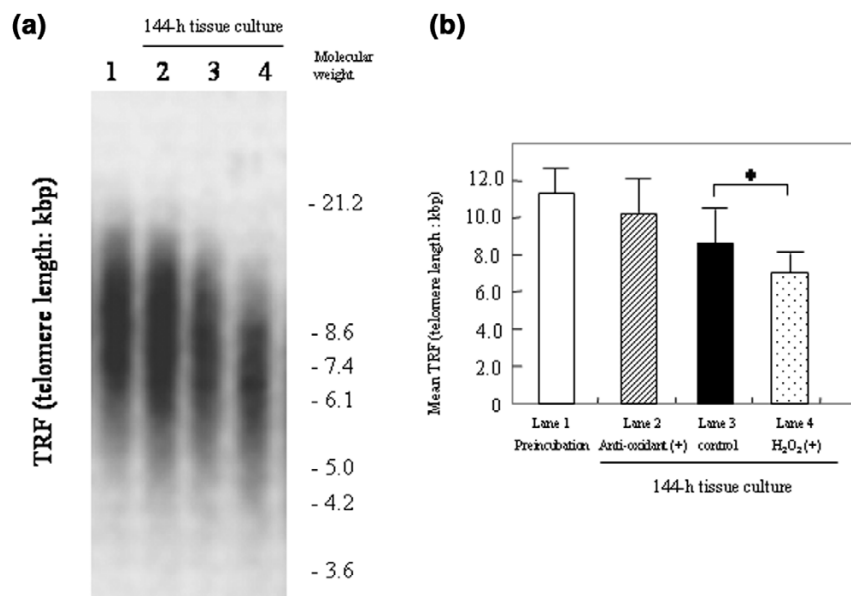 (a)
144-h tissue culture
1 2 3 4
Molecular
weight
TRF (telomere length: kbp)
- 21.2
- 8.6
- 7.4
- 6.1
- 5.0
- 4.2
- 3.6
(b)
Mean TRF (telomere length : kbp)
12.0
10.0
8.0
6.0
4.0
2.0
0
Lane 1
Preincubation
Lane 2
Anti-oxidant (+)
Lane 3
control
Lane 4
H₂O₂ (+)
144-h tissue culture